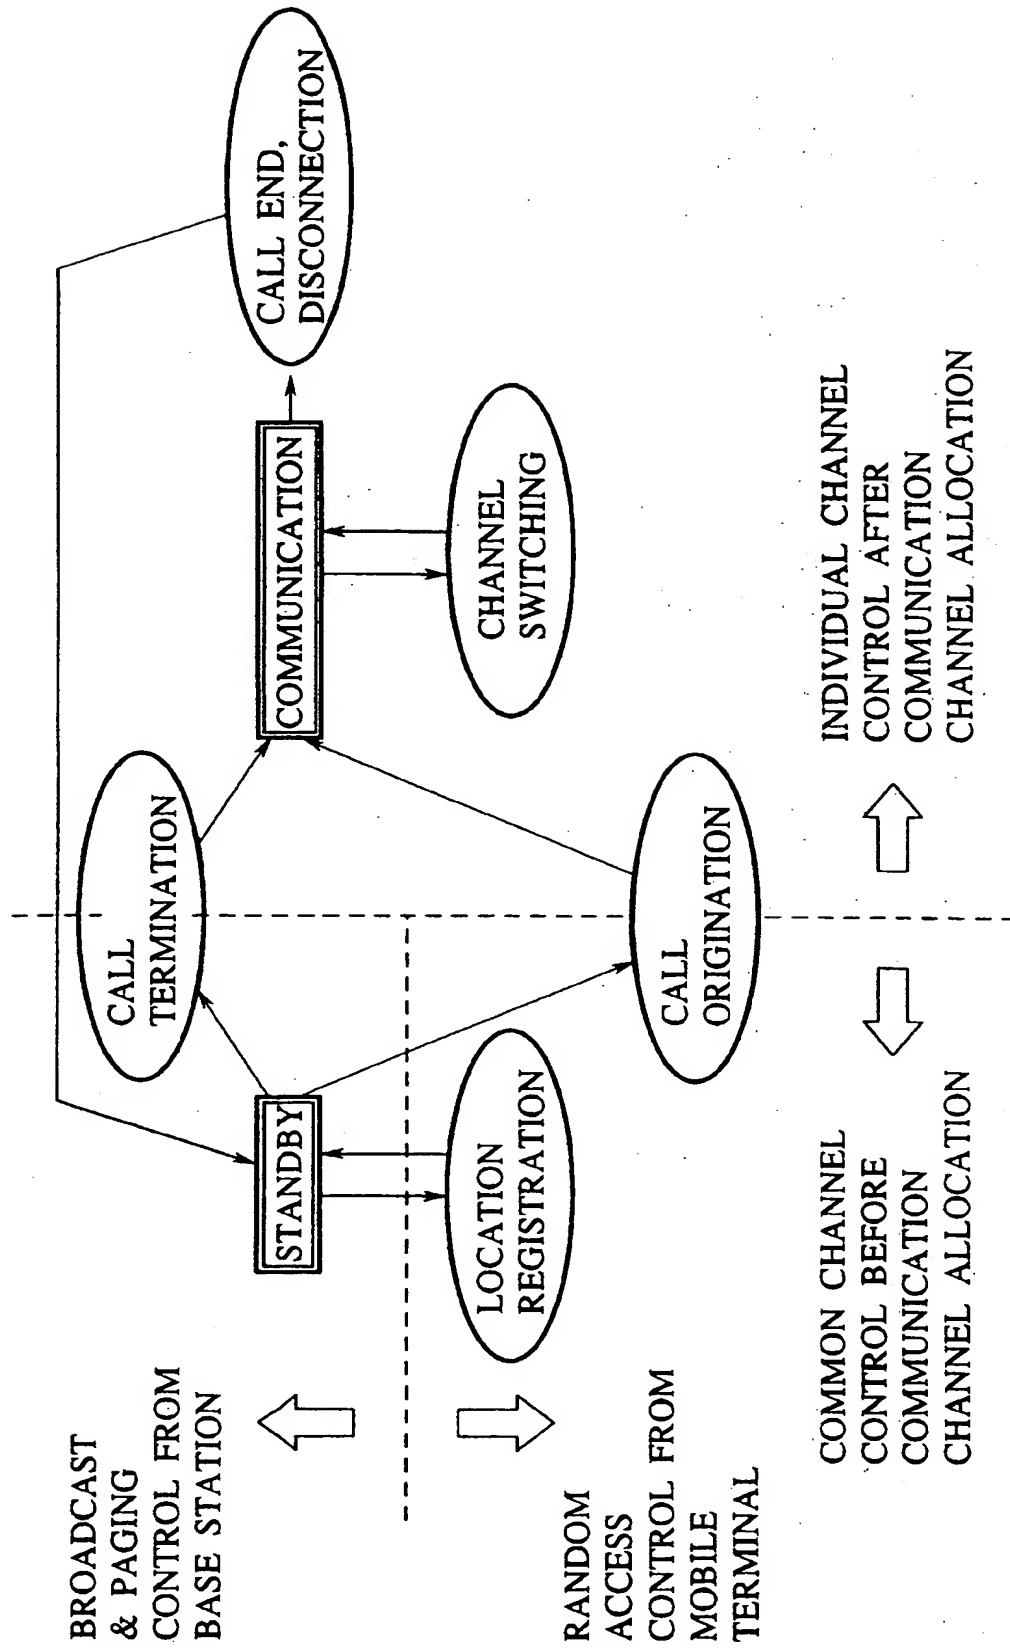 BROADCAST
& PAGING
CONTROL FROM
BASE STATION
RANDOM
ACCESS
CONTROL FROM
MOBILE
TERMINAL
STANDBY
LOCATION
REGISTRATION
CALL
TERMINATION
CALL
ORIGINATION
COMMUNICATION
CHANNEL
SWITCHING
CALL END,
DISCONNECTION
COMMON CHANNEL
CONTROL BEFORE
COMMUNICATION
CHANNEL ALLOCATION
INDIVIDUAL CHANNEL
CONTROL AFTER
COMMUNICATION
CHANNEL ALLOCATION